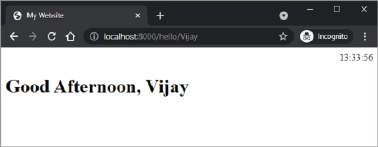 My Website
localhost:8000/hello/Vijay
Incognito
13:33:56
Good Afternoon, Vijay